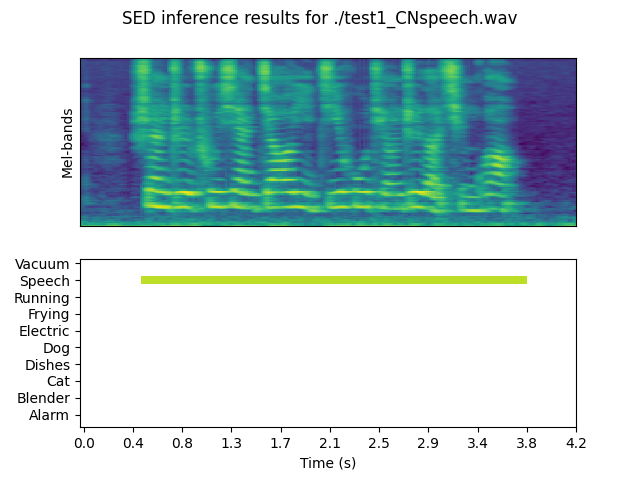 SED inference results for ./test1_CNspeech.wav
Mel-bands
Vacuum
Speech
Running
Frying
Electric
Dog
Dishes
Cat
Blender
Alarm
0.0 0.4 0.8 1.3 1.7 2.1 2.5 2.9 3.4 3.8 4.2
Time (s)